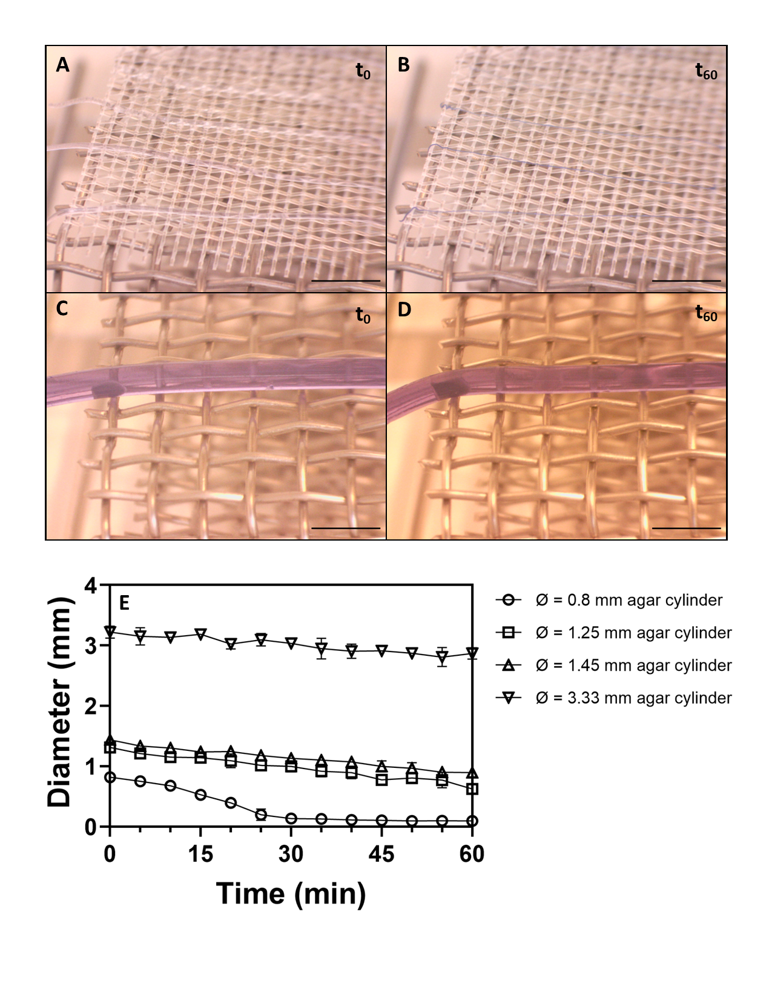 A
t0
B
t60
C
t0
D
t60
E
4
3
2
1
0
Diameter (mm)
0 15 30 45 60
Time (min)
Ø = 0.8 mm agar cylinder
Ø = 1.25 mm agar cylinder
Ø = 1.45 mm agar cylinder
Ø = 3.33 mm agar cylinder